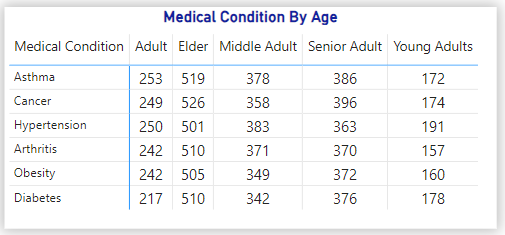 Medical Condition By Age
Medical Condition Adult Elder Middle Adult Senior Adult Young Adults
Asthma 253 519 378 386 172
Cancer 249 526 358 396 174
Hypertension 250 501 383 363 191
Arthritis 242 510 371 370 157
Obesity 242 505 349 372 160
Diabetes 217 510 342 376 178